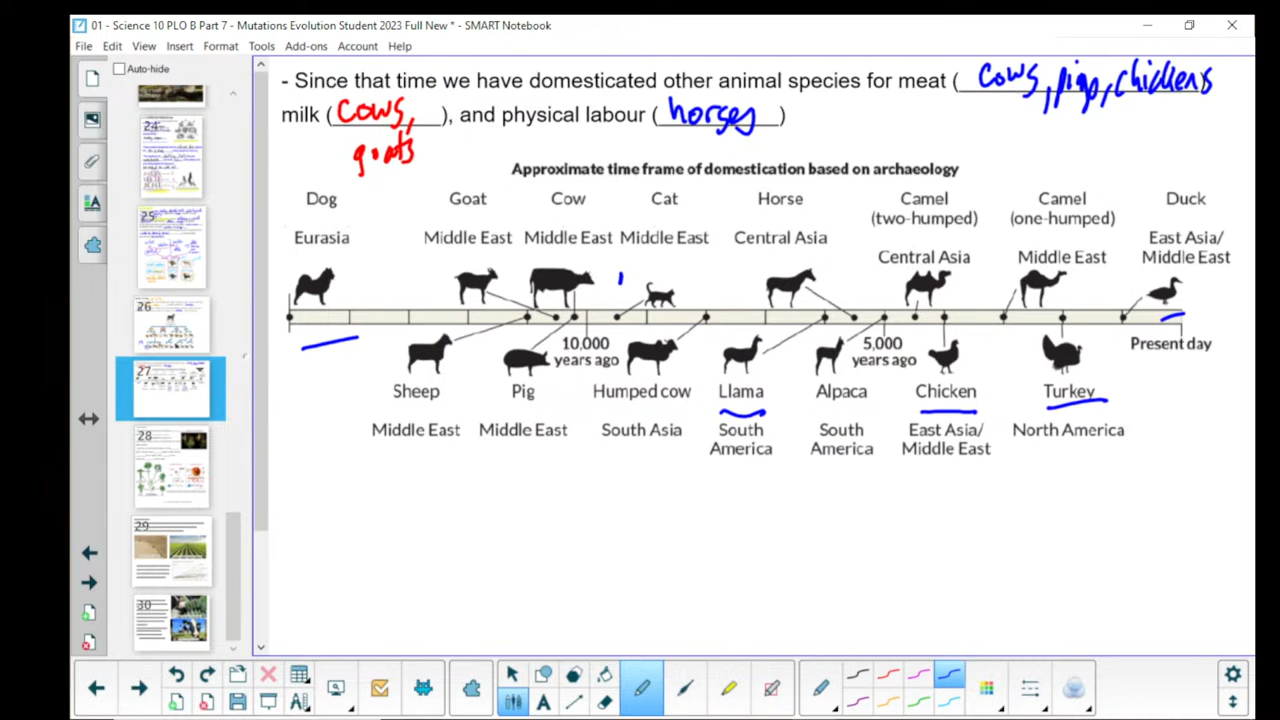 01 - Science 10 PLO B Part 7 - Mutations Evolution Student 2023 Full New * - SMART Notebook
File Edit View Insert Format Tools Add-ons Account Help
Auto-hide
- Since that time we have domesticated other animal species for meat (cows, pigs, chickens
milk (cows, ), and physical labour (horses)
goats
Approximate time frame of domestication based on archaeology
Dog Goat Cow Cat Horse Camel Camel Duck
(two-humped) (one-humped)
Eurasia Middle East Middle East Middle East Central Asia East Asia/
Central Asia Middle East Middle East
10,000 5,000 Present day
years ago years ago
Sheep Pig Humped cow Llama Alpaca Chicken Turkey
Middle East Middle East South Asia South South East Asia/ North America
America America Middle East
24
25
26
27
28
29
30